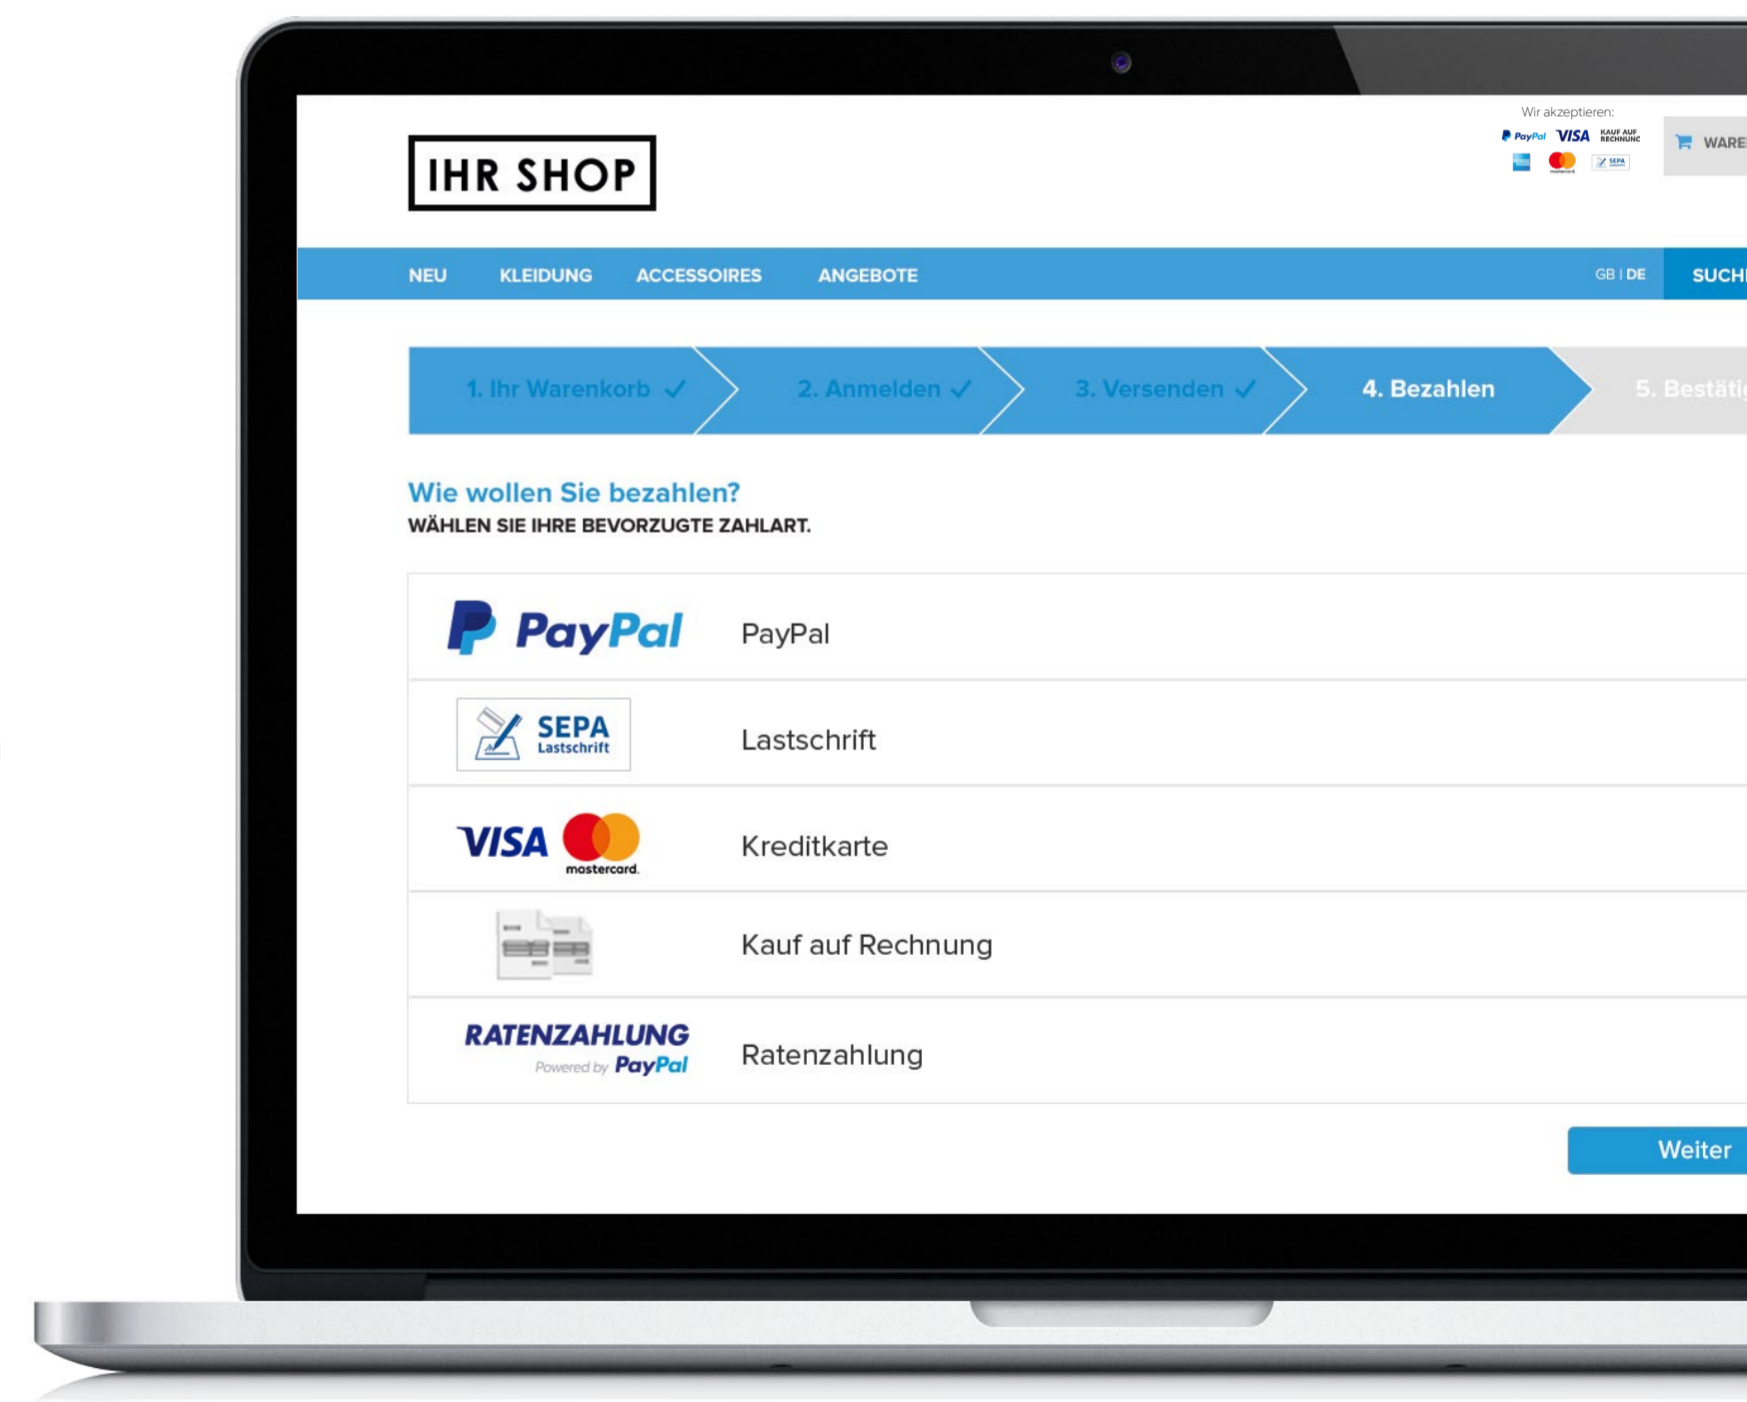 Wir akzeptieren:
PayPal VISA KAUF AUF RECHNUNG
mastercard SEPA
IHR SHOP
NEU KLEIDUNG ACCESSOIRES ANGEBOTE GB | DE
1. Ihr Warenkorb ✓ 2. Anmelden ✓ 3. Versenden ✓ 4. Bezahlen 5.
Wie wollen Sie bezahlen?
WÄHLEN SIE IHRE BEVORZUGTE ZAHLART.
PayPal PayPal
SEPA
Lastschrift
Lastschrift
VISA mastercard. Kreditkarte
Kauf auf Rechnung
RATENZAHLUNG
Powered by PayPal
Ratenzahlung
Weiter